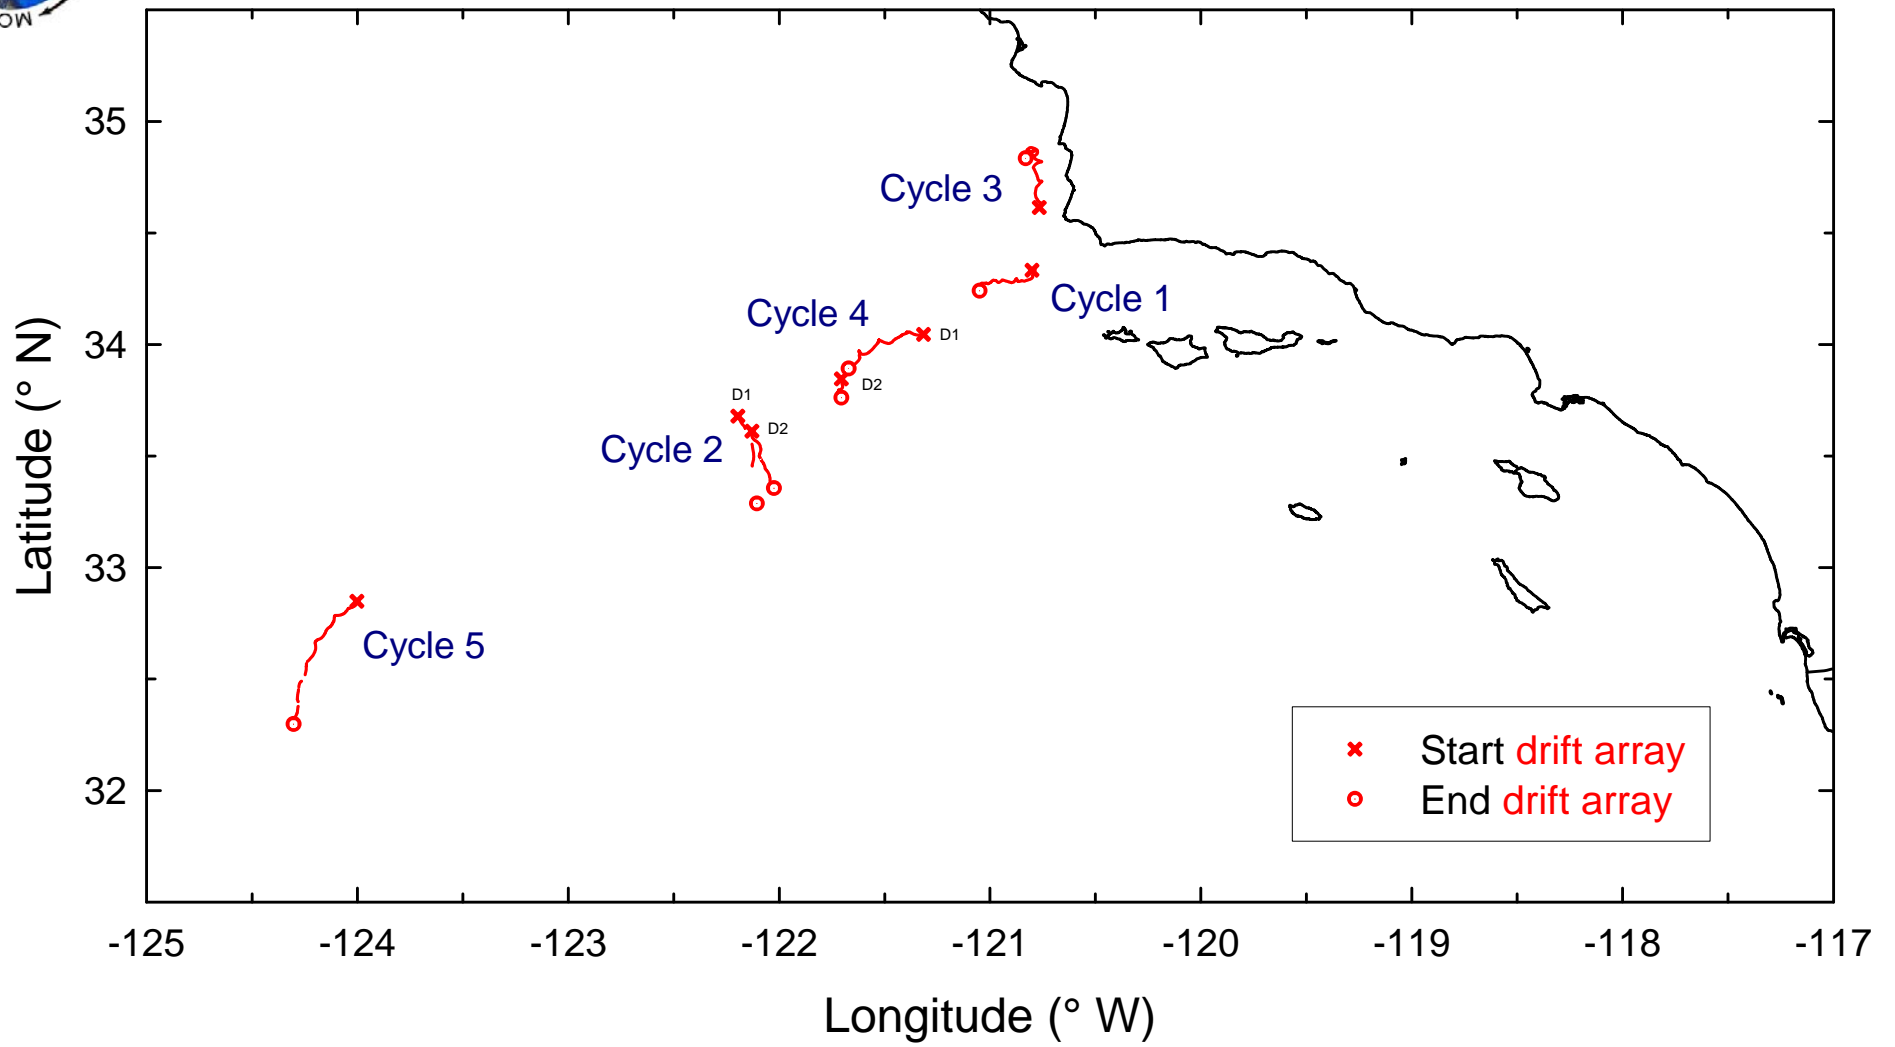 35
34
33
32
Latitude (° N)
Cycle 3
Cycle 1
Cycle 4
D1
D2
D1
D2
Cycle 2
Cycle 5
Start drift array
End drift array
-125 -124 -123 -122 -121 -120 -119 -118 -117
Longitude (° W)